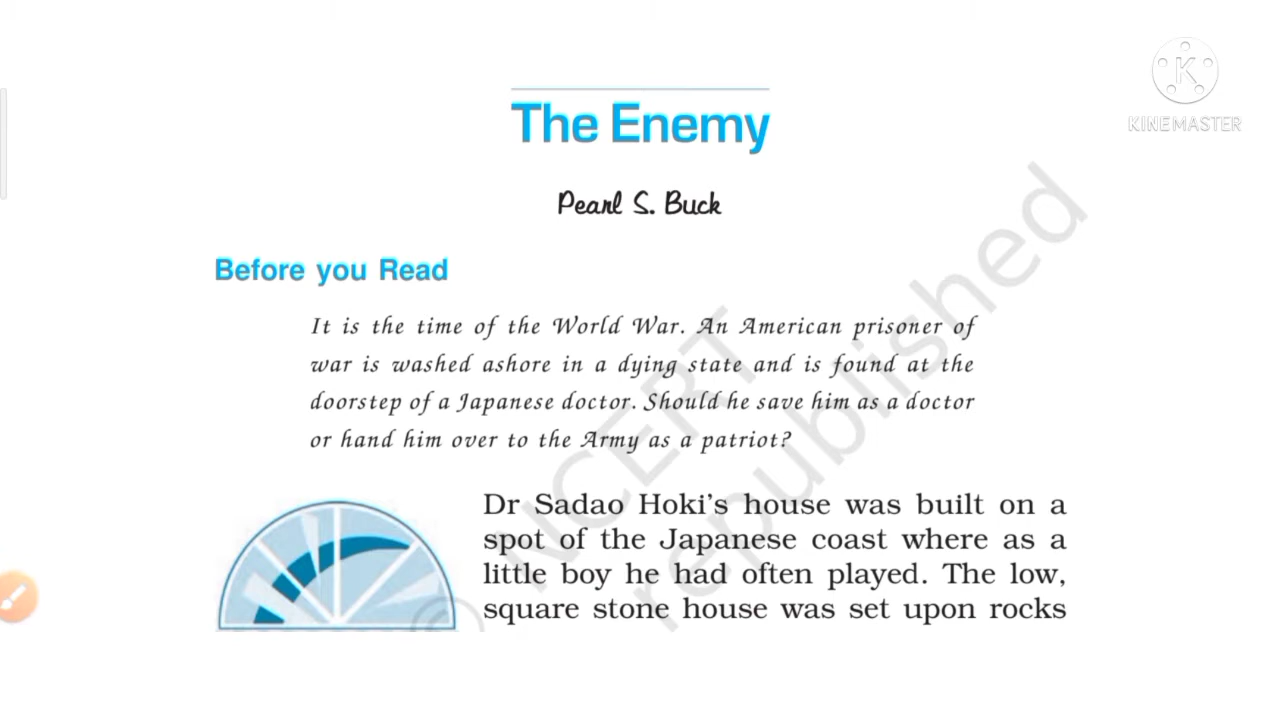 KINEMASTER
The Enemy
Pearl S. Buck
Before you Read
It is the time of the World War. An American prisoner of
war is washed ashore in a dying state and is found at the
doorstep of a Japanese doctor. Should he save him as a doctor
or hand him over to the Army as a patriot?
Dr Sadao Hoki's house was built on a
spot of the Japanese coast where as a
little boy he had often played. The low,
square stone house was set upon rocks
© NCERT
republished